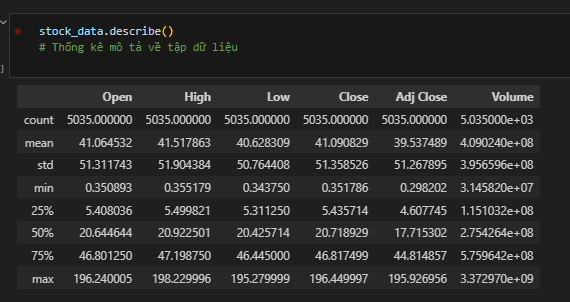 stock_data.describe()
# Thống kê mô tả về tập dữ liệu
]
Open High Low Close Adj Close Volume
count 5035.000000 5035.000000 5035.000000 5035.000000 5035.000000 5.035000e+03
mean 41.064532 41.517863 40.628309 41.090829 39.537489 4.090240e+08
std 51.311743 51.904384 50.764408 51.358526 51.267895 3.956596e+08
min 0.350893 0.355179 0.343750 0.351786 0.298202 3.145820e+07
25% 5.408036 5.499821 5.311250 5.435714 4.607745 1.151032e+08
50% 20.644644 20.922501 20.425714 20.718929 17.715302 2.754264e+08
75% 46.801250 47.198750 46.445000 46.817499 44.814857 5.759642e+08
max 196.240005 198.229996 195.279999 196.449997 195.926956 3.372970e+09